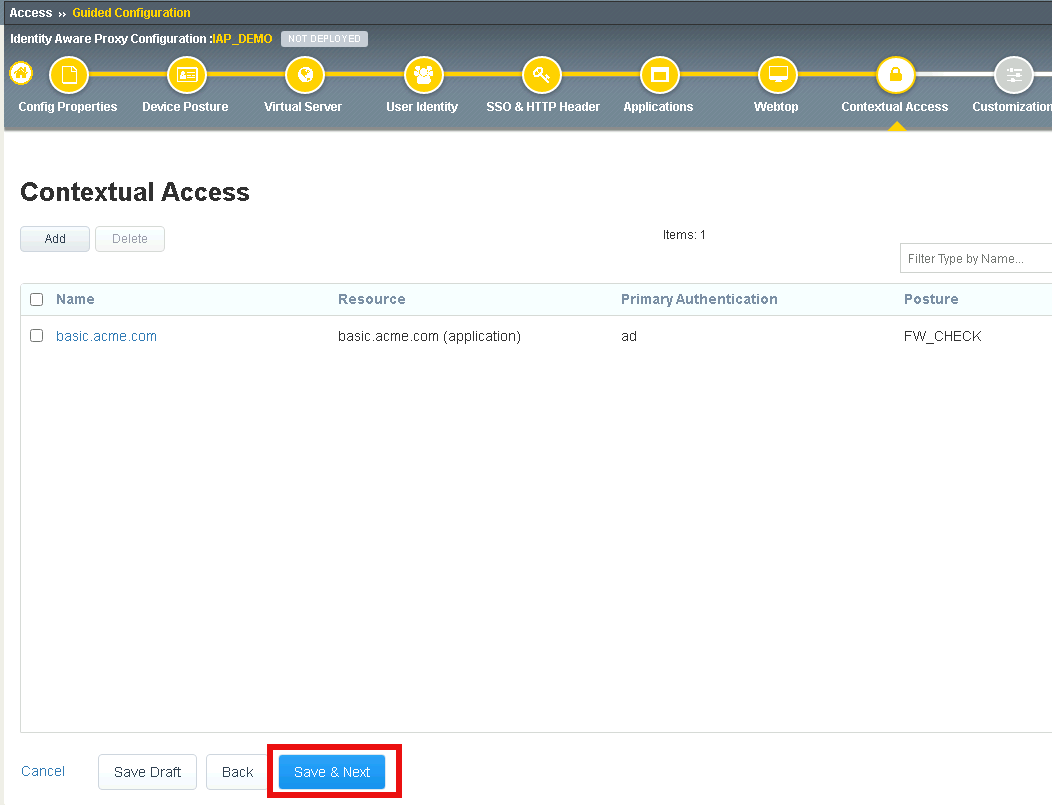 Access ›› Guided Configuration
Identity Aware Proxy Configuration :IAP_DEMO NOT DEPLOYED
Config Properties Device Posture Virtual Server User Identity SSO & HTTP Header Applications Webtop Contextual Access Customization
Contextual Access
Add Delete Items: 1
Filter Type by Name...
Name Resource Primary Authentication Posture
basic.acme.com basic.acme.com (application) ad FW_CHECK
Cancel Save Draft Back Save & Next